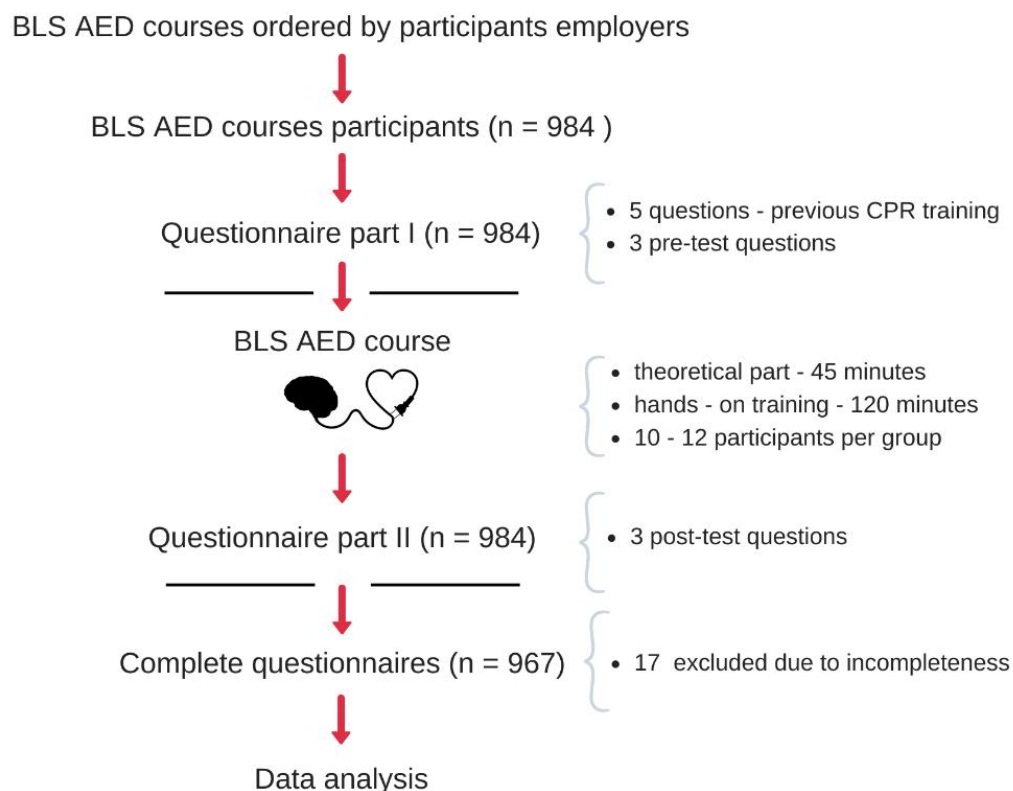 BLS AED courses ordered by participants employers
BLS AED courses participants (n = 984 )
Questionnaire part I (n = 984)
• 5 questions - previous CPR training
• 3 pre-test questions
BLS AED course
• theoretical part - 45 minutes
• hands - on training - 120 minutes
• 10 - 12 participants per group
Questionnaire part II (n = 984)
• 3 post-test questions
Complete questionnaires (n = 967)
• 17 excluded due to incompleteness
Data analysis